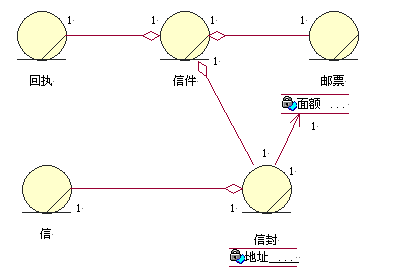 1 1 1 1
回执 信件 邮票
1
面额 ...
1
1
1
信 1 1
信封
地址 ....